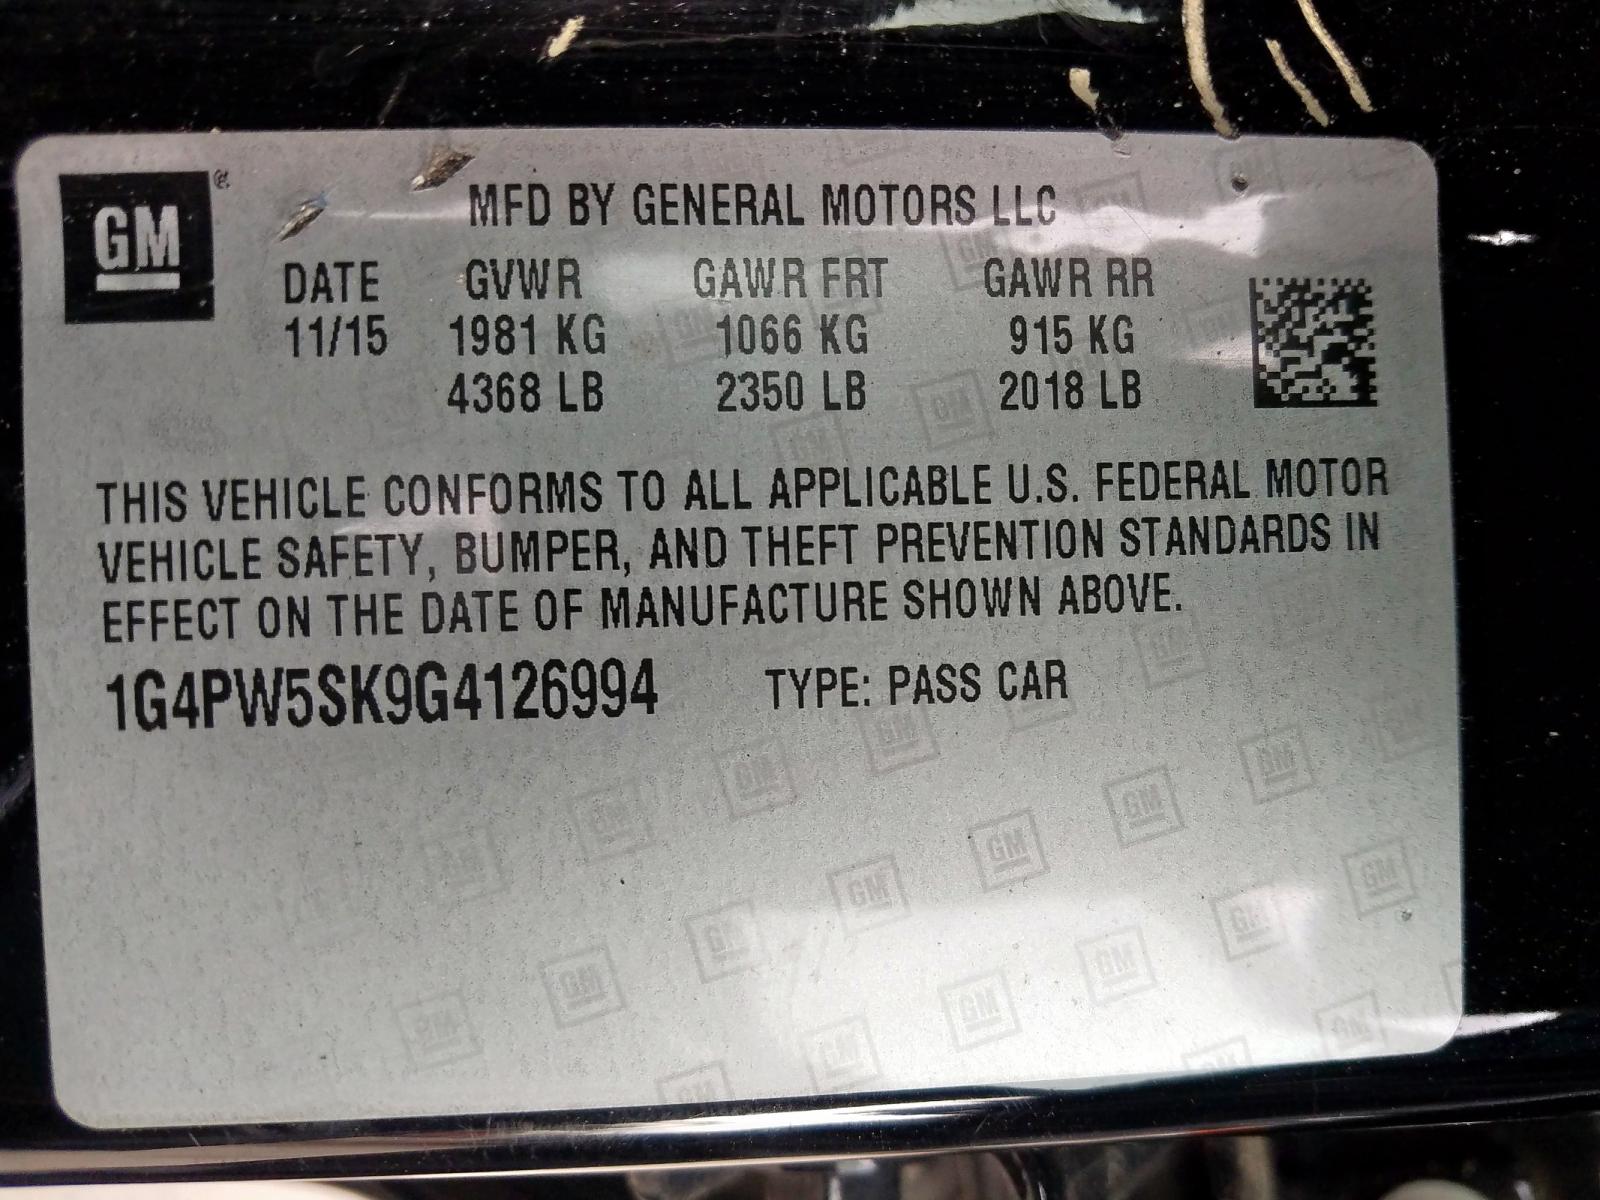 GM ®
MFD BY GENERAL MOTORS LLC
DATE GVWR GAWR FRT GAWR RR
11/15 1981 KG 1066 KG 915 KG
4368 LB 2350 LB 2018 LB
THIS VEHICLE CONFORMS TO ALL APPLICABLE U.S. FEDERAL MOTOR
VEHICLE SAFETY, BUMPER, AND THEFT PREVENTION STANDARDS IN
EFFECT ON THE DATE OF MANUFACTURE SHOWN ABOVE.
1G4PW5SK9G4126994 TYPE: PASS CAR